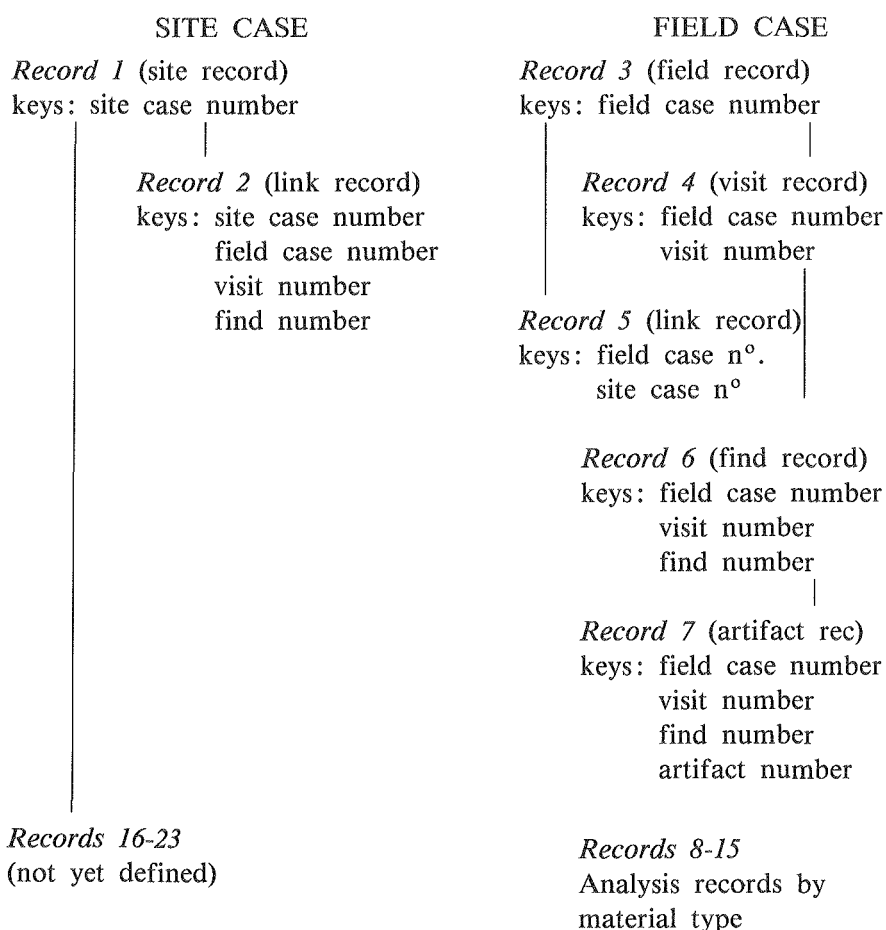 SITE CASE
Record 1 (site record)
keys: site case number
Record 2 (link record)
keys: site case number
field case number
visit number
find number
Records 16-23
(not yet defined)
FIELD CASE
Record 3 (field record)
keys: field case number
Record 4 (visit record)
keys: field case number
visit number
Record 5 (link record)
keys: field case nº.
site case nº
Record 6 (find record)
keys: field case number
visit number
find number
Record 7 (artifact rec)
keys: field case number
visit number
find number
artifact number
Records 8-15
Analysis records by
material type